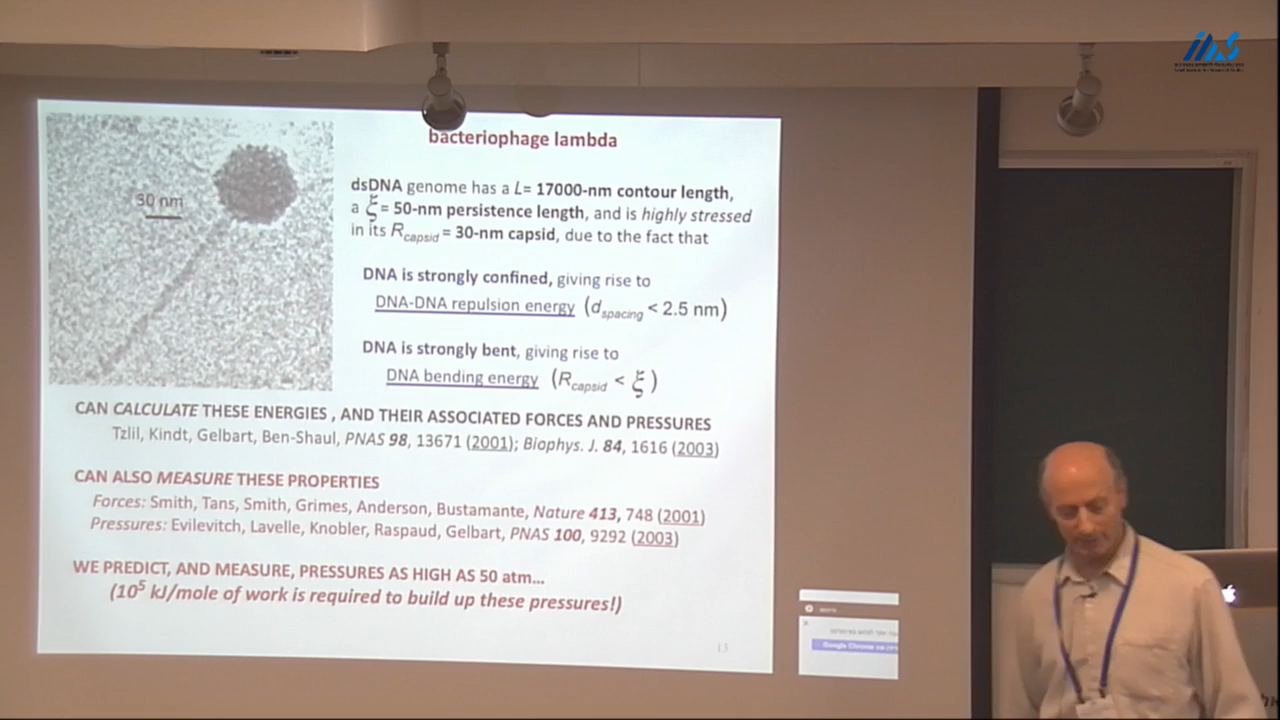 bacteriophage lambda
30 nm
dsDNA genome has a L= 17000-nm contour length,
a ξ = 50-nm persistence length, and is highly stressed
in its Rcapsid = 30-nm capsid, due to the fact that
DNA is strongly confined, giving rise to
DNA-DNA repulsion energy (dspacing < 2.5 nm)
DNA is strongly bent, giving rise to
DNA bending energy (Rcapsid < ξ )
CAN CALCULATE THESE ENERGIES , AND THEIR ASSOCIATED FORCES AND PRESSURES
Tzlil, Kindt, Gelbart, Ben-Shaul, PNAS 98, 13671 (2001); Biophys. J. 84, 1616 (2003)
CAN ALSO MEASURE THESE PROPERTIES
Forces: Smith, Tans, Smith, Grimes, Anderson, Bustamante, Nature 413, 748 (2001)
Pressures: Evilevitch, Lavelle, Knobler, Raspaud, Gelbart, PNAS 100, 9292 (2003)
WE PREDICT, AND MEASURE, PRESSURES AS HIGH AS 50 atm...
(10⁵ kJ/mole of work is required to build up these pressures!)
13
Google Chrome